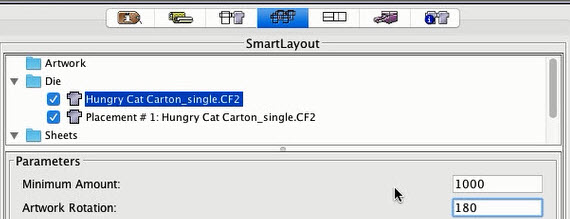 SmartLayout
Artwork
Die
Hungry Cat Carton_single.CF2
Placement # 1: Hungry Cat Carton_single.CF2
Sheets
Parameters
Minimum Amount: 1000
Artwork Rotation: 180